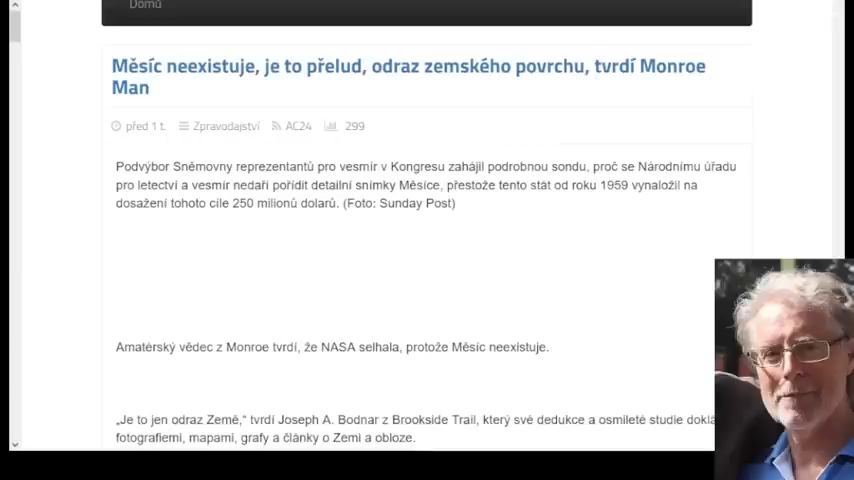 Domů
Měsíc neexistuje, je to přelud, odraz zemského povrchu, tvrdí Monroe
Man
před 1 t. Zpravodajství AC24 299
Podvýbor Sněmovny reprezentantů pro vesmír v Kongresu zahájil podrobnou sondu, proč se Národnímu úřadu
pro letectví a vesmír nedaří pořídit detailní snímky Měsíce, přestože tento stát od roku 1959 vynaložil na
dosažení tohoto cíle 250 milionů dolarů. (Foto: Sunday Post)
Amatérský vědec z Monroe tvrdí, že NASA selhala, protože Měsíc neexistuje.
„Je to jen odraz Země,“ tvrdí Joseph A. Bodnar z Brookside Trail, který své dedukce a osmileté studie
fotografiemi, mapami, grafy a články o Zemi a obloze.